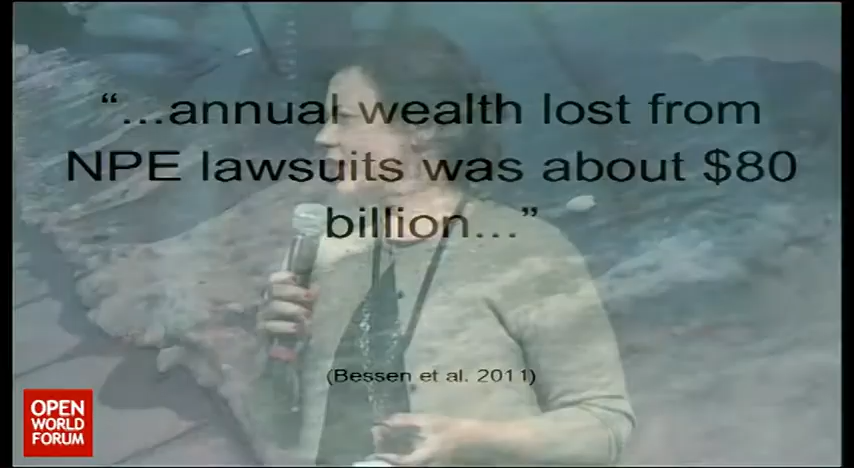 “...annual wealth lost from
NPE lawsuits was about $80
billion...”
(Bessen et al. 2011)
OPEN
WORLD
FORUM